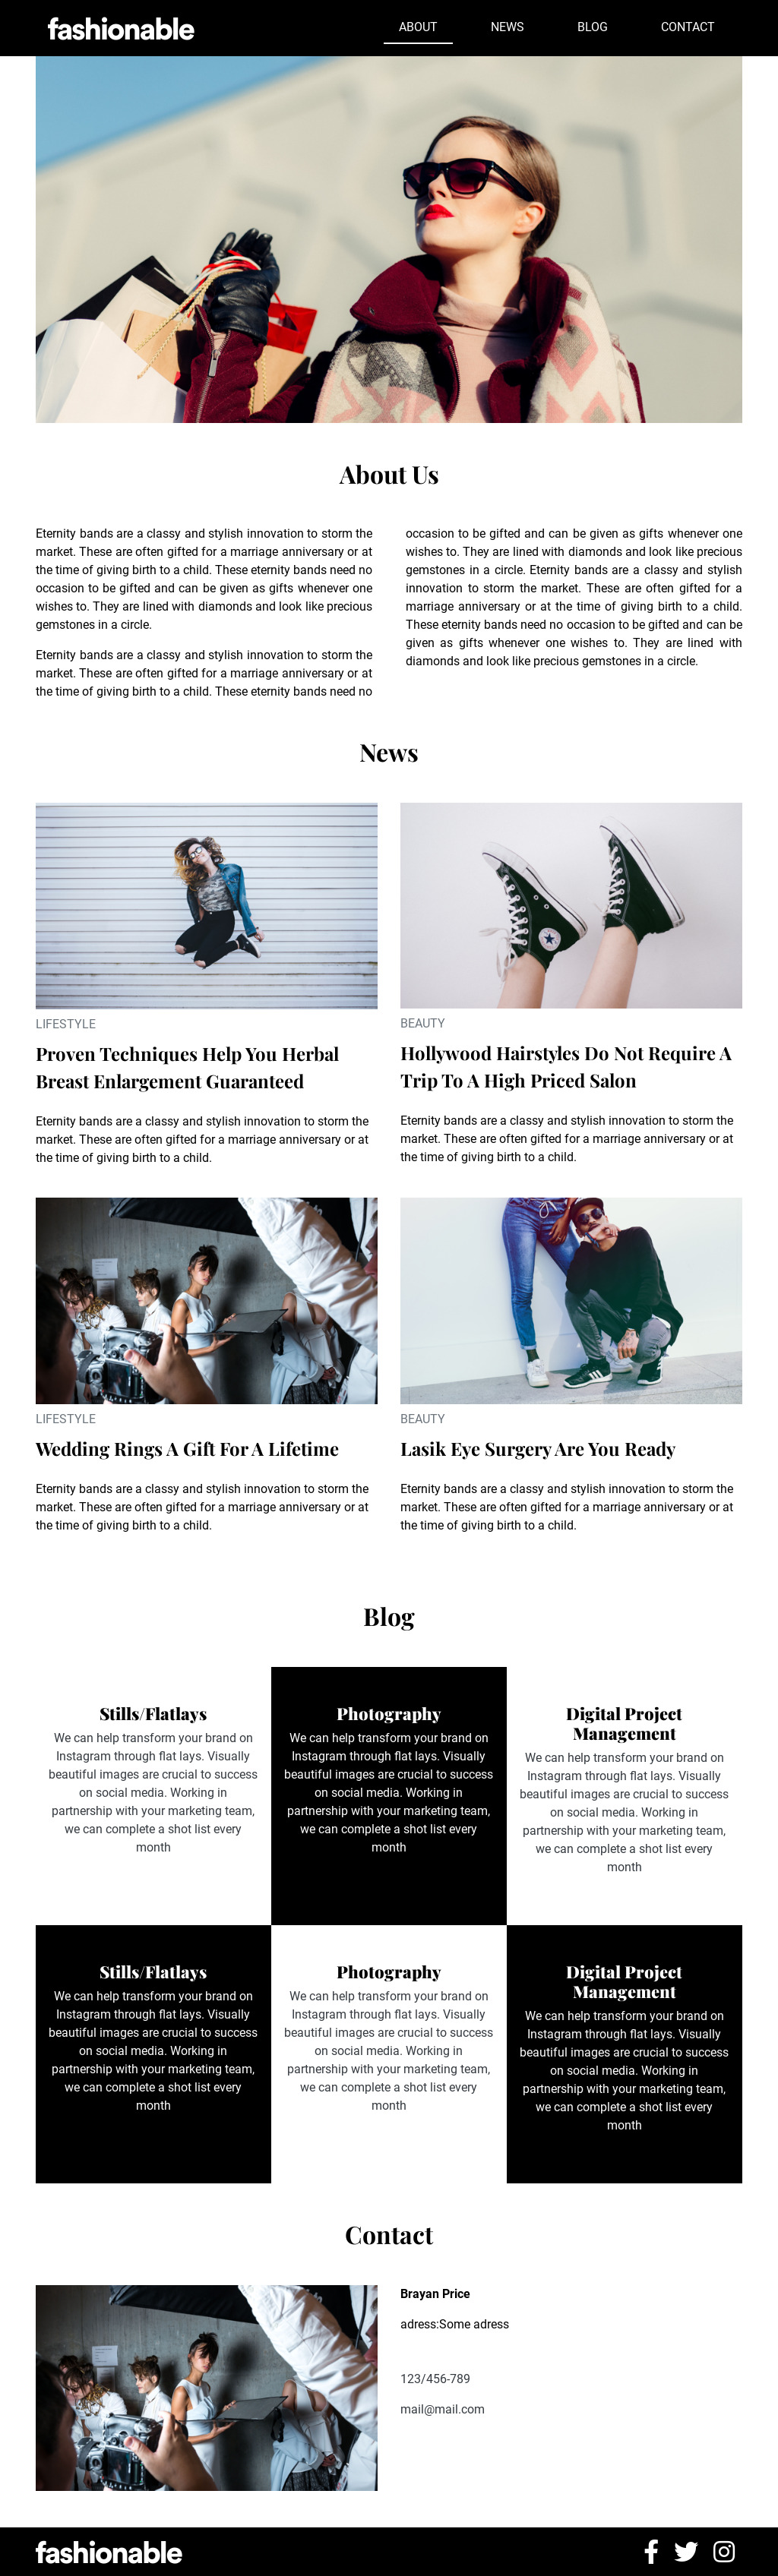 fashionable
ABOUT
NEWS
BLOG
CONTACT
About Us
Eternity bands are a classy and stylish innovation to storm the
market. These are often gifted for a marriage anniversary or at
the time of giving birth to a child. These eternity bands need no
occasion to be gifted and can be given as gifts whenever one
wishes to. They are lined with diamonds and look like precious
gemstones in a circle.
Eternity bands are a classy and stylish innovation to storm the
market. These are often gifted for a marriage anniversary or at
the time of giving birth to a child. These eternity bands need no
occasion to be gifted and can be given as gifts whenever one
wishes to. They are lined with diamonds and look like precious
gemstones in a circle. Eternity bands are a classy and stylish
innovation to storm the market. These are often gifted for a
marriage anniversary or at the time of giving birth to a child.
These eternity bands need no occasion to be gifted and can be
given as gifts whenever one wishes to. They are lined with
diamonds and look like precious gemstones in a circle.
News
LIFESTYLE
Proven Techniques Help You Herbal
Breast Enlargement Guaranteed
Eternity bands are a classy and stylish innovation to storm the
market. These are often gifted for a marriage anniversary or at
the time of giving birth to a child.
BEAUTY
Hollywood Hairstyles Do Not Require A
Trip To A High Priced Salon
Eternity bands are a classy and stylish innovation to storm the
market. These are often gifted for a marriage anniversary or at
the time of giving birth to a child.
LIFESTYLE
Wedding Rings A Gift For A Lifetime
Eternity bands are a classy and stylish innovation to storm the
market. These are often gifted for a marriage anniversary or at
the time of giving birth to a child.
BEAUTY
Lasik Eye Surgery Are You Ready
Eternity bands are a classy and stylish innovation to storm the
market. These are often gifted for a marriage anniversary or at
the time of giving birth to a child.
Blog
Stills/Flatlays
We can help transform your brand on
Instagram through flat lays. Visually
beautiful images are crucial to success
on social media. Working in
partnership with your marketing team,
we can complete a shot list every
month
Photography
We can help transform your brand on
Instagram through flat lays. Visually
beautiful images are crucial to success
on social media. Working in
partnership with your marketing team,
we can complete a shot list every
month
Digital Project
Management
We can help transform your brand on
Instagram through flat lays. Visually
beautiful images are crucial to success
on social media. Working in
partnership with your marketing team,
we can complete a shot list every
month
Stills/Flatlays
We can help transform your brand on
Instagram through flat lays. Visually
beautiful images are crucial to success
on social media. Working in
partnership with your marketing team,
we can complete a shot list every
month
Photography
We can help transform your brand on
Instagram through flat lays. Visually
beautiful images are crucial to success
on social media. Working in
partnership with your marketing team,
we can complete a shot list every
month
Digital Project
Management
We can help transform your brand on
Instagram through flat lays. Visually
beautiful images are crucial to success
on social media. Working in
partnership with your marketing team,
we can complete a shot list every
month
Contact
Brayan Price
adress:Some adress
123/456-789
mail@mail.com
fashionable